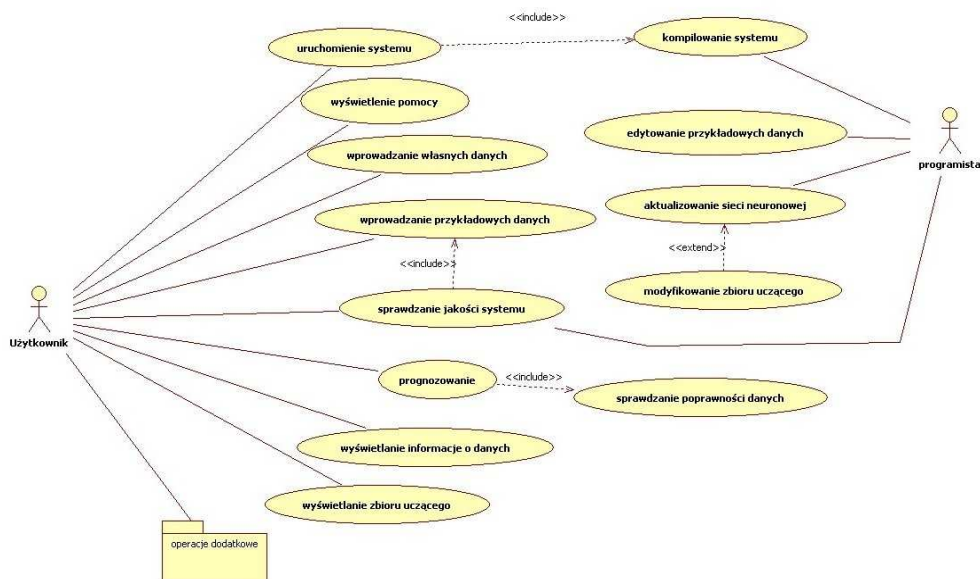 <<include>>
uruchomienie systemu
kompilowanie systemu
wyświetlenie pomocy
edytowanie przykładowych danych
wprowadzanie własnych danych
programista
wprowadzanie przykładowych danych
aktualizowanie sieci neuronowej
<<include>>
<<extend>>
sprawdzanie jakości systemu
modyfikowanie zbioru uczącego
Użytkownik
prognozowanie
<<include>>
sprawdzanie poprawności danych
wyświetlanie informacje o danych
wyświetlanie zbioru uczącego
operacje dodatkowe